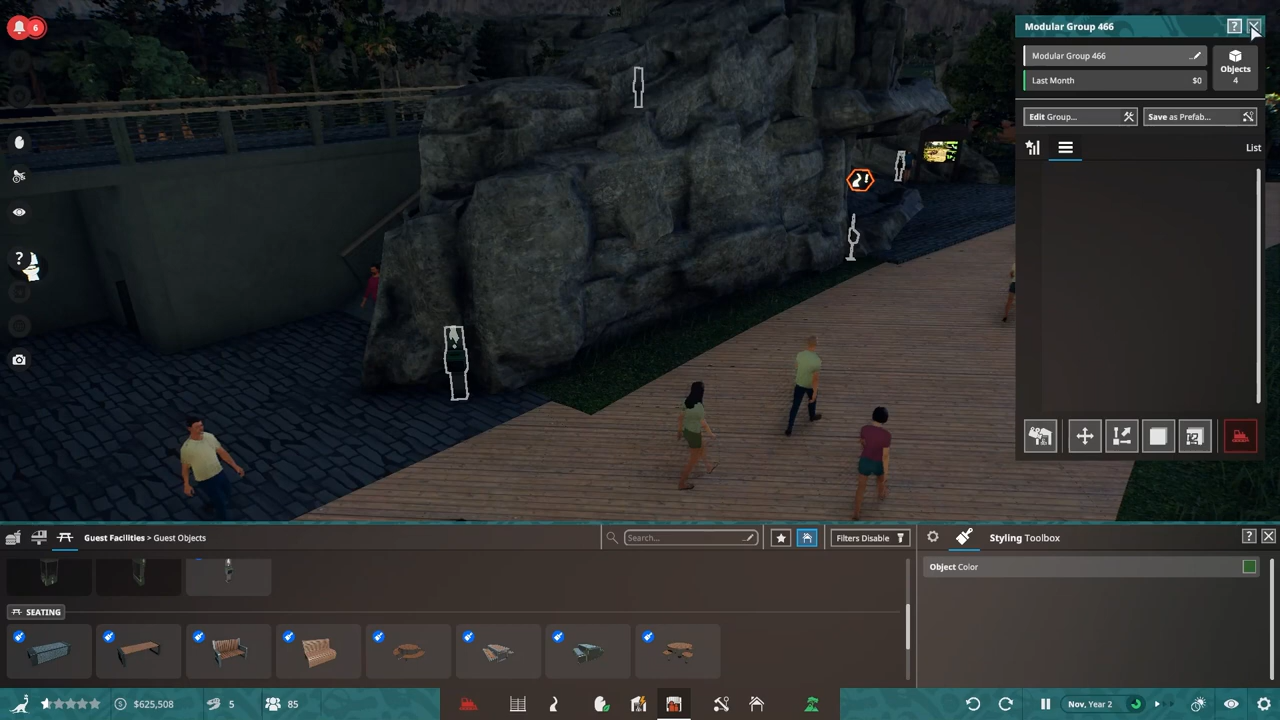 6
Modular Group 466
?
Modular Group 466
Last Month $0
Objects
4
Edit Group...
Save as Prefab...
List
?
Guest Facilities > Guest Objects
Search...
Filters Disable
Styling Toolbox
?
Object Color
SEATING
$625,508
5
85
Nov, Year 2